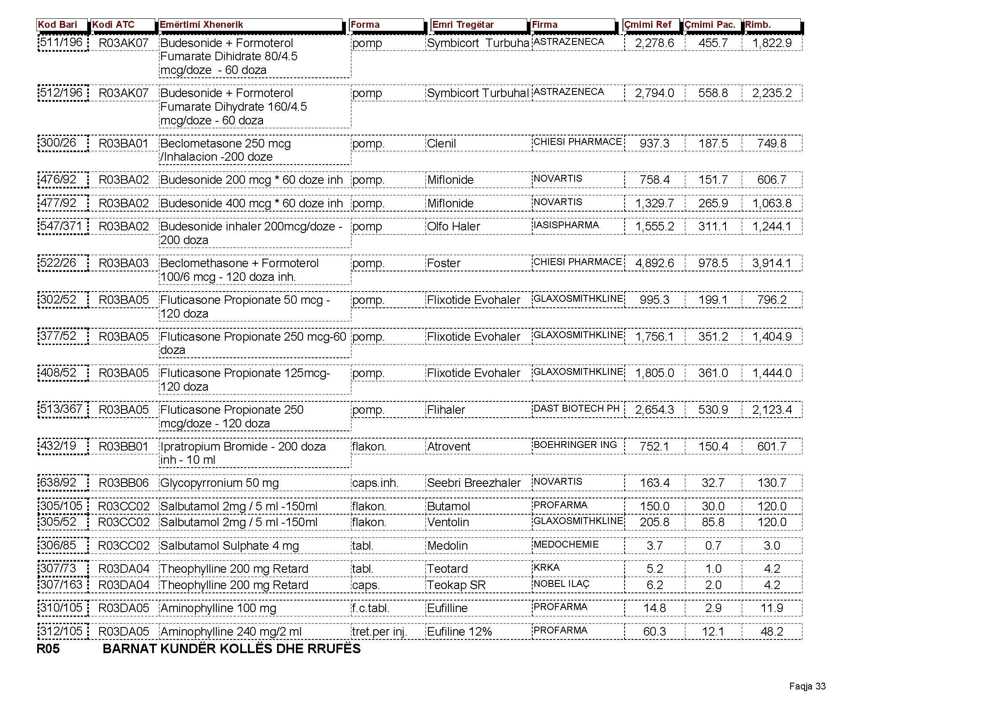 Kod Bari Kodi ATC Emërtimi Xhenerik Forma Emri Tregëtar Firma Çmimi Ref Çmimi Pac. Rimb.
511/196 R03AK07 Budesonide + Formoterol pomp Symbicort  Turbuha ASTRAZENECA 2,278.6 455.7 1,822.9
Fumarate Dihidrate 80/4.5
mcg/doze  - 60 doza
512/196 R03AK07 Budesonide + Formoterol pomp Symbicort Turbuhal ASTRAZENECA 2,794.0 558.8 2,235.2
Fumarate Dihydrate 160/4.5
mcg/doze - 60 doza
300/26 R03BA01 Beclometasone 250 mcg pomp. Clenil CHIESI PHARMACE 937.3 187.5 749.8
/Inhalacion -200 doze
476/92 R03BA02 Budesonide 200 mcg * 60 doze inh pomp. Miflonide NOVARTIS 758.4 151.7 606.7
477/92 R03BA02 Budesonide 400 mcg * 60 doze inh pomp. Miflonide NOVARTIS 1,329.7 265.9 1,063.8
547/371 R03BA02 Budesonide inhaler 200mcg/doze - pomp Olfo Haler IASISPHARMA 1,555.2 311.1 1,244.1
200 doza
522/26 R03BA03 Beclomethasone + Formoterol pomp. Foster CHIESI PHARMACE 4,892.6 978.5 3,914.1
100/6 mcg - 120 doza inh.
302/52 R03BA05 Fluticasone Propionate 50 mcg - pomp. Flixotide Evohaler GLAXOSMITHKLINE 995.3 199.1 796.2
120 doza
377/52 R03BA05 Fluticasone Propionate 250 mcg-60 pomp. Flixotide Evohaler GLAXOSMITHKLINE 1,756.1 351.2 1,404.9
doza
408/52 R03BA05 Fluticasone Propionate 125mcg- pomp. Flixotide Evohaler GLAXOSMITHKLINE 1,805.0 361.0 1,444.0
120 doza
513/367 R03BA05 Fluticasone Propionate 250 pomp. Flihaler DAST BIOTECH PH 2,654.3 530.9 2,123.4
mcg/doze - 120 doza
432/19 R03BB01 Ipratropium Bromide - 200 doza flakon. Atrovent BOEHRINGER ING 752.1 150.4 601.7
inh - 10 ml
638/92 R03BB06 Glycopyrronium 50 mg caps.inh. Seebri Breezhaler NOVARTIS 163.4 32.7 130.7
305/105 R03CC02 Salbutamol 2mg / 5 ml -150ml flakon. Butamol PROFARMA 150.0 30.0 120.0
305/52 R03CC02 Salbutamol 2mg / 5 ml -150ml flakon. Ventolin GLAXOSMITHKLINE 205.8 85.8 120.0
306/85 R03CC02 Salbutamol Sulphate 4 mg tabl. Medolin MEDOCHEMIE 3.7 0.7 3.0
307/73 R03DA04 Theophylline 200 mg Retard tabl. Teotard KRKA 5.2 1.0 4.2
307/163 R03DA04 Theophylline 200 mg Retard caps. Teokap SR NOBEL ILAÇ 6.2 2.0 4.2
310/105 R03DA05 Aminophylline 100 mg f.c.tabl. Eufilline PROFARMA 14.8 2.9 11.9
312/105 R03DA05 Aminophylline 240 mg/2 ml tret.per inj. Eufiline 12% PROFARMA 60.3 12.1 48.2
R05 BARNAT KUNDËR KOLLËS DHE RRUFËS
Faqja 33